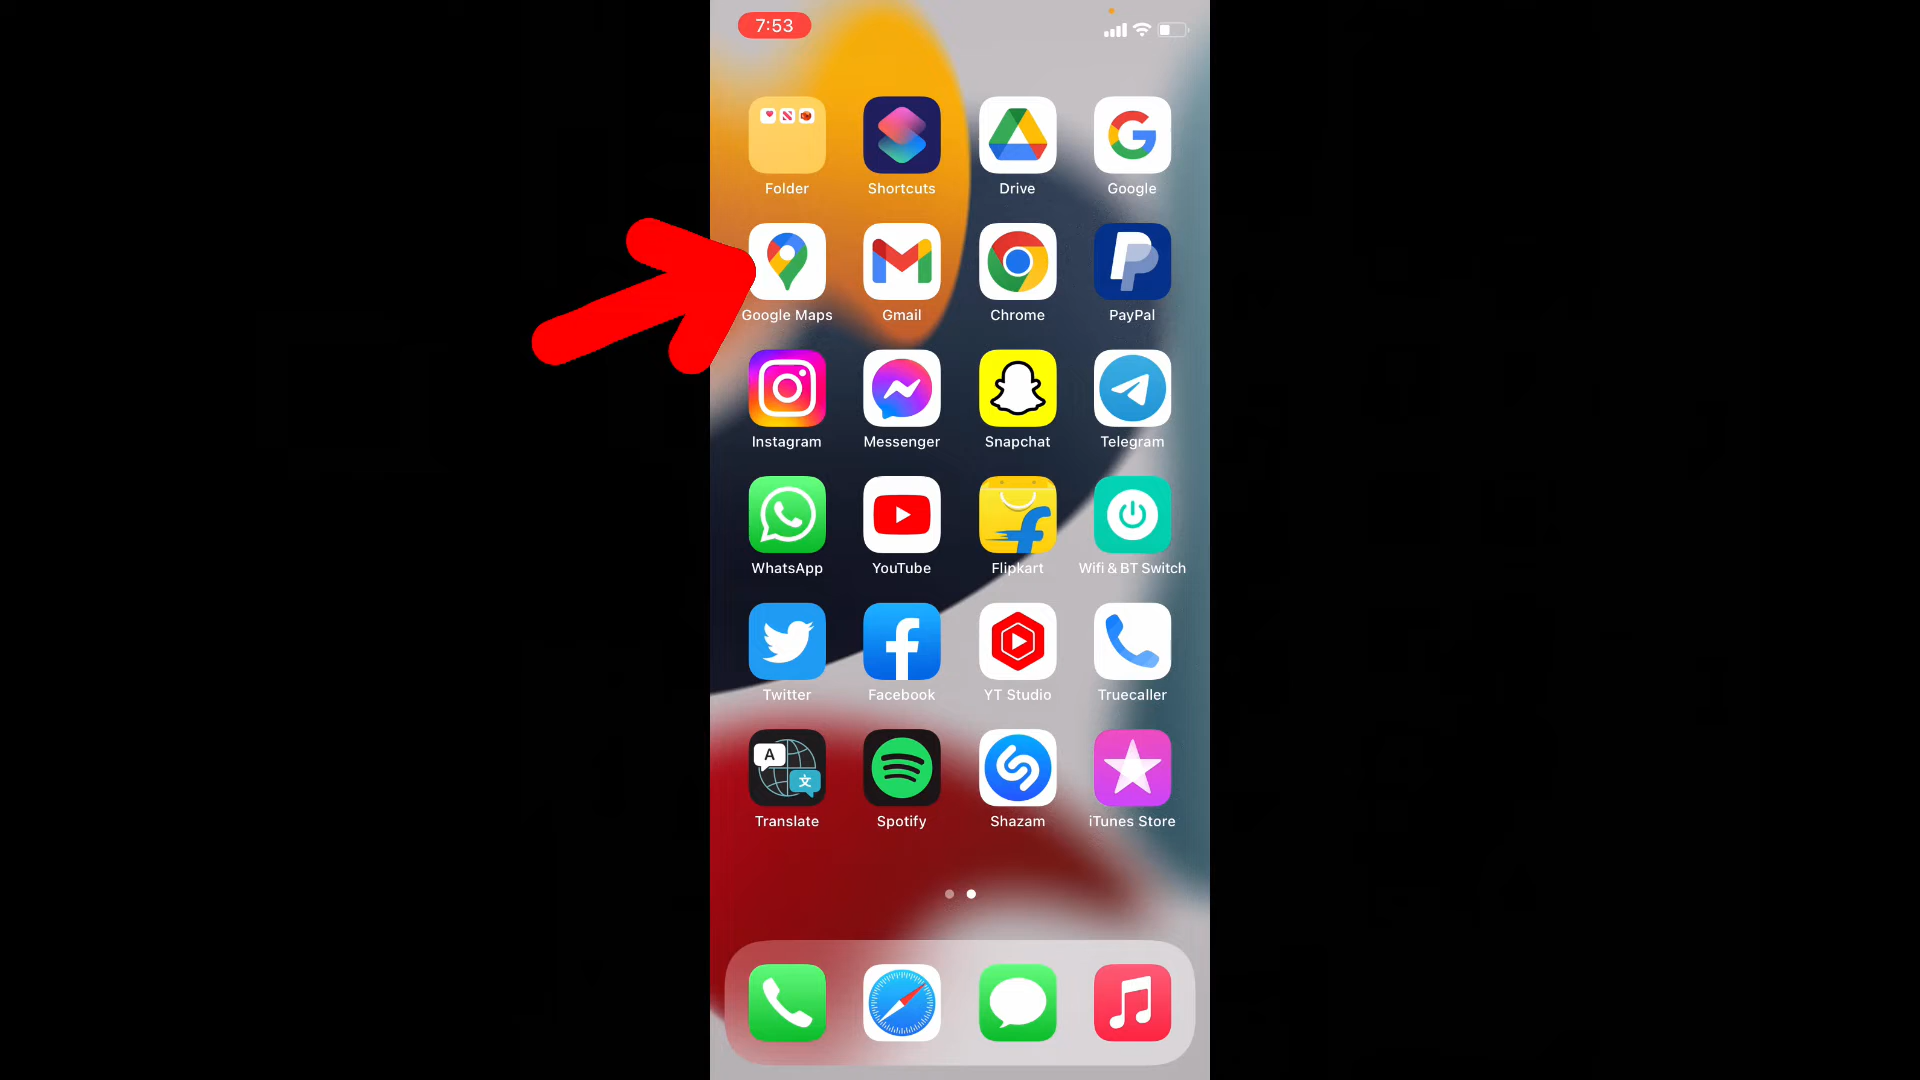 7:53
Folder Shortcuts Drive Google
Google Maps Gmail Chrome PayPal
Instagram Messenger Snapchat Telegram
WhatsApp YouTube Flipkart Wifi & BT Switch
Twitter Facebook YT Studio Truecaller
A 文
Translate Spotify Shazam iTunes Store